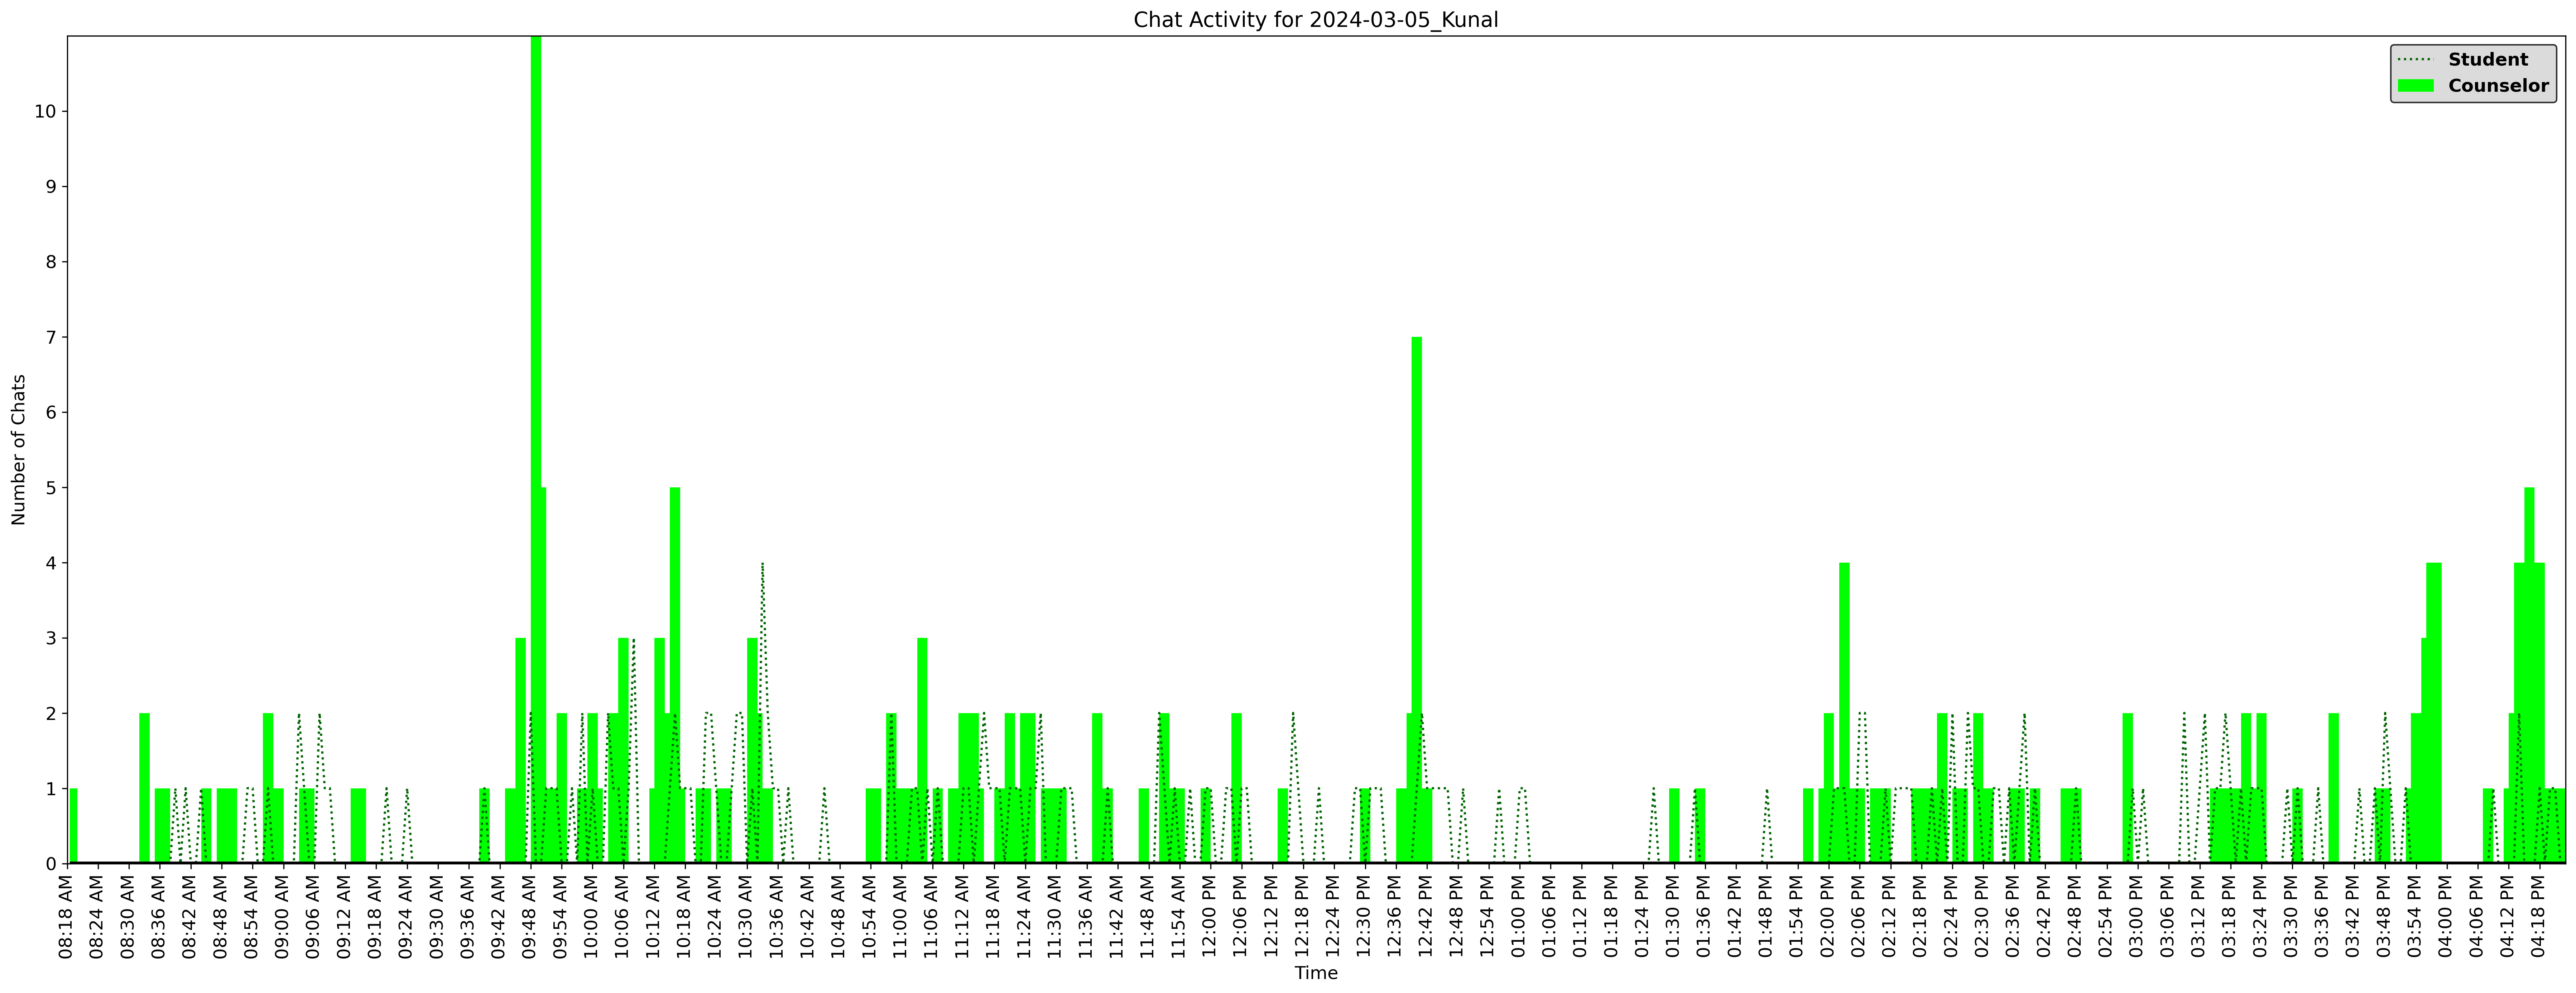 Chat Activity for 2024-03-05_Kunal
Student
Counselor
Number of Chats
10
9
8
7
6
5
4
3
2
1
0
08:18 AM
08:24 AM
08:30 AM
08:36 AM
08:42 AM
08:48 AM
08:54 AM
09:00 AM
09:06 AM
09:12 AM
09:18 AM
09:24 AM
09:30 AM
09:36 AM
09:42 AM
09:48 AM
09:54 AM
10:00 AM
10:06 AM
10:12 AM
10:18 AM
10:24 AM
10:30 AM
10:36 AM
10:42 AM
10:48 AM
10:54 AM
11:00 AM
11:06 AM
11:12 AM
11:18 AM
11:24 AM
11:30 AM
11:36 AM
11:42 AM
11:48 AM
11:54 AM
12:00 PM
12:06 PM
12:12 PM
12:18 PM
12:24 PM
12:30 PM
12:36 PM
12:42 PM
12:48 PM
12:54 PM
01:00 PM
01:06 PM
01:12 PM
01:18 PM
01:24 PM
01:30 PM
01:36 PM
01:42 PM
01:48 PM
01:54 PM
02:00 PM
02:06 PM
02:12 PM
02:18 PM
02:24 PM
02:30 PM
02:36 PM
02:42 PM
02:48 PM
02:54 PM
03:00 PM
03:06 PM
03:12 PM
03:18 PM
03:24 PM
03:30 PM
03:36 PM
03:42 PM
03:48 PM
03:54 PM
04:00 PM
04:06 PM
04:12 PM
04:18 PM
Time